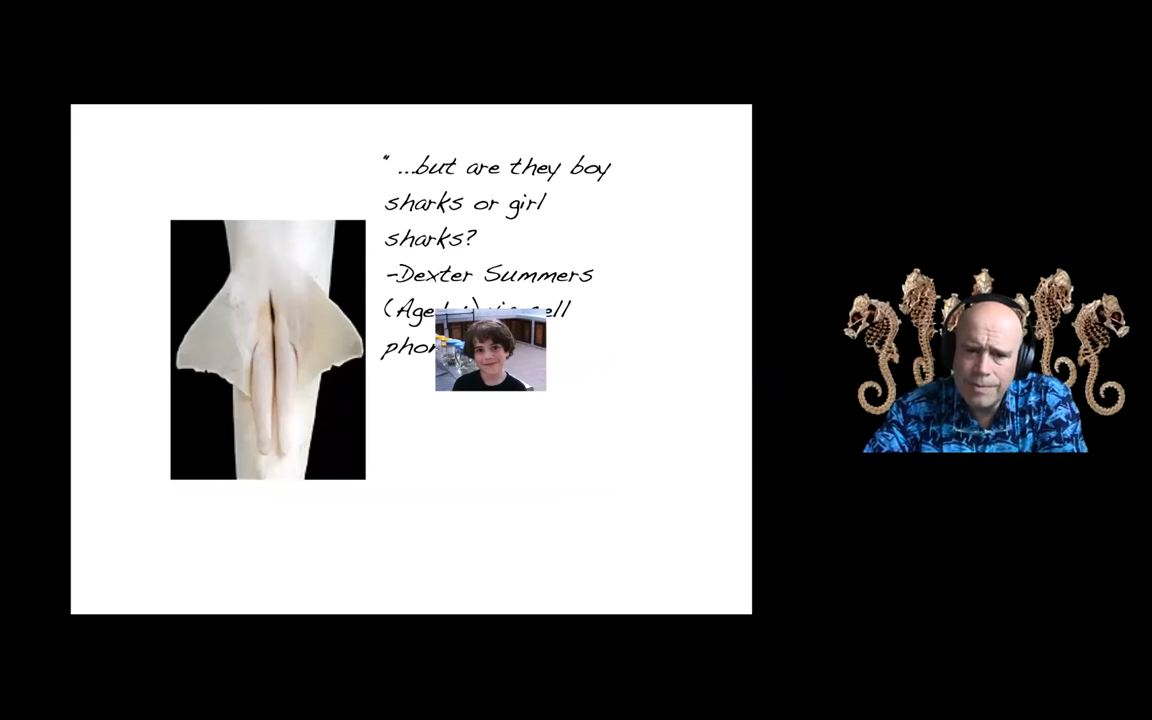 "...but are they boy
sharks or girl
sharks?
-Dexter Summers
(Age
phon